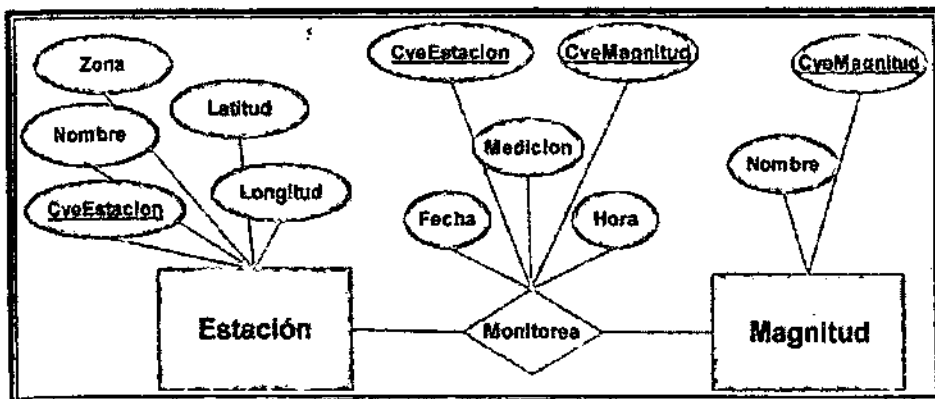 Zona
Nombre
CveEstacion
Latitud
Longitud
CveEstacion
CveMagnitud
Medicion
Fecha
Hora
CveMagnitud
Nombre
Estación
Monitorea
Magnitud